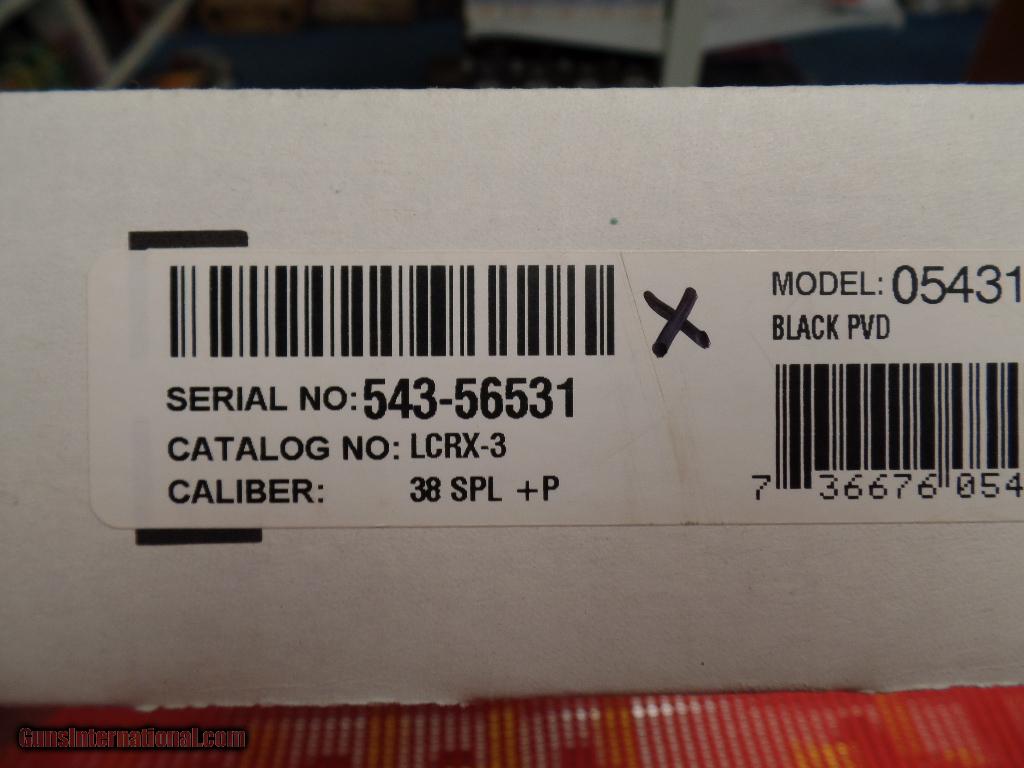 SERIAL NO: 543-56531
CATALOG NO: LCRX-3
CALIBER: 38 SPL +P
X
MODEL: 05431
BLACK PVD
7 36676 054
GunsInternational.com